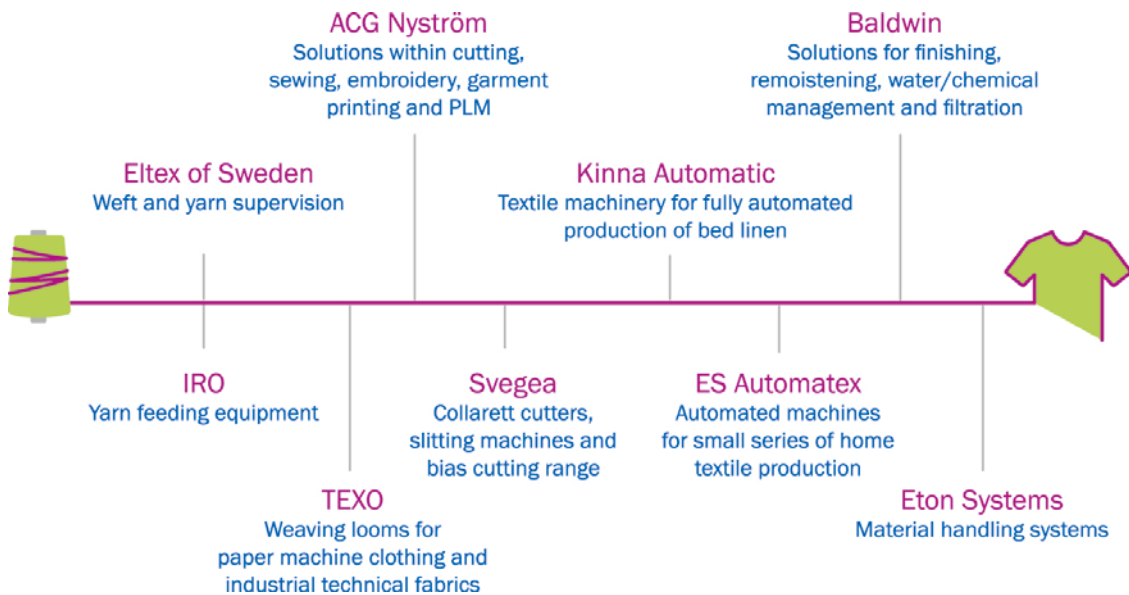 ACG Nyström
Solutions within cutting,
sewing, embroidery, garment
printing and PLM
Baldwin
Solutions for finishing,
remoistening, water/chemical
management and filtration
Eltex of Sweden
Weft and yarn supervision
Kinna Automatic
Textile machinery for fully automated
production of bed linen
IRO
Yarn feeding equipment
Svegea
Collarett cutters,
slitting machines and
bias cutting range
ES Automatex
Automated machines
for small series of home
textile production
TEXO
Weaving looms for
paper machine clothing and
industrial technical fabrics
Eton Systems
Material handling systems